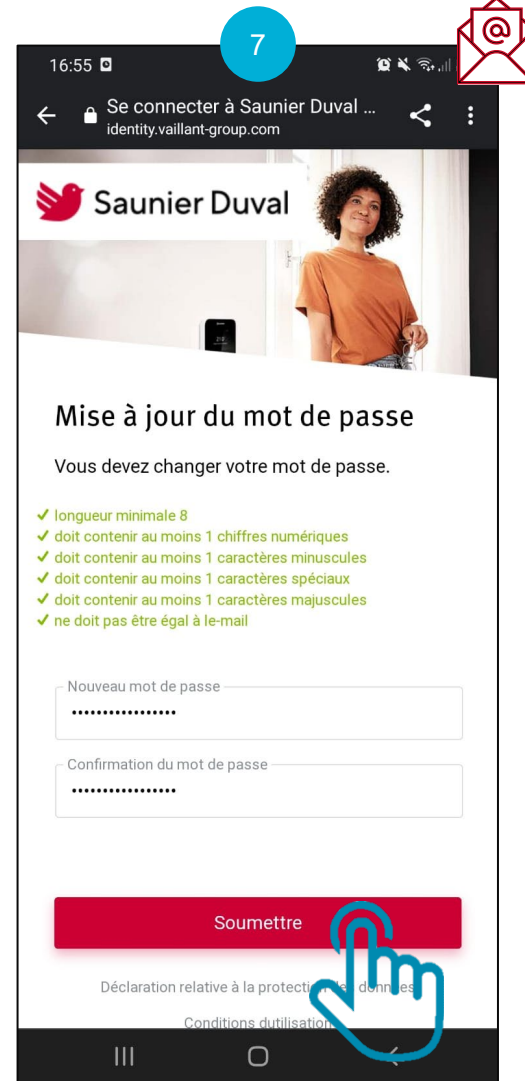 7
16:55
Se connecter à Saunier Duval ...
identity.vaillant-group.com
Saunier Duval
Mise à jour du mot de passe
Vous devez changer votre mot de passe.
longueur minimale 8
doit contenir au moins 1 chiffres numériques
doit contenir au moins 1 caractères minuscules
doit contenir au moins 1 caractères spéciaux
doit contenir au moins 1 caractères majuscules
ne doit pas être égal à le-mail
Nouveau mot de passe
Confirmation du mot de passe
Soumettre
Déclaration relative à la protection des données
Conditions dutilisation